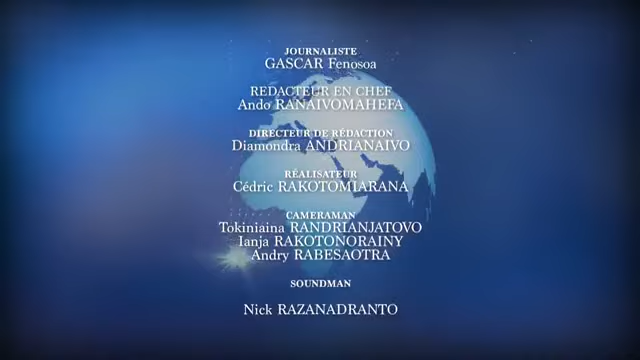 JOURNALISTE
GASCAR Fenosoa
REDACTEUR EN CHEF
Ando RANAIVOMAHEFA
DIRECTEUR DE RÉDACTION
Diamondra ANDRIANAIVO
RÉALISATEUR
Cédric RAKOTOMIARANA
CAMERAMAN
Tokiniaina RANDRIANJATOVO
Ianja RAKOTONORAINY
Andry RABESAOTRA
SOUNDMAN
Nick RAZANADRANTO